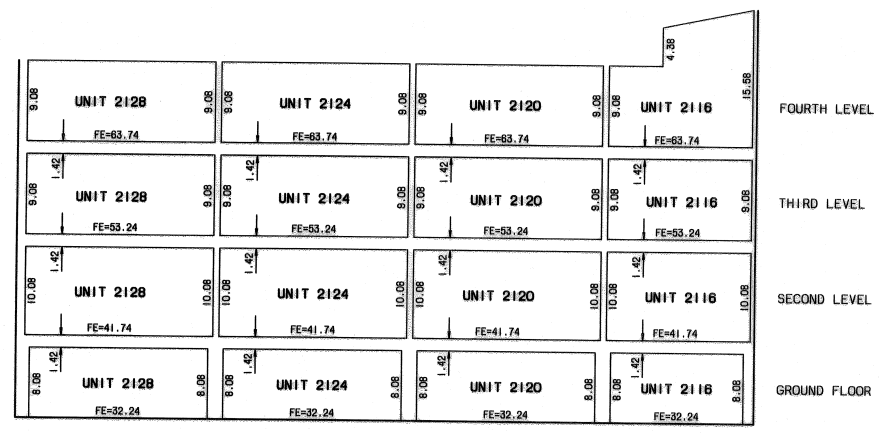 4.38
15.58
9.08 UNIT 2128 9.08 9.08 UNIT 2124 9.08 9.08 UNIT 2120 9.08 9.08 UNIT 2116 FOURTH LEVEL
FE=63.74 FE=63.74 FE=63.74 FE=63.74
1.42 1.42 1.42 1.42
9.08 UNIT 2128 9.08 9.08 UNIT 2124 9.08 9.08 UNIT 2120 9.08 9.08 UNIT 2116 9.08 THIRD LEVEL
FE=53.24 FE=53.24 FE=53.24 FE=53.24
1.42 1.42 1.42 1.42
10.08 UNIT 2128 10.08 10.08 UNIT 2124 10.08 10.08 UNIT 2120 10.08 10.08 UNIT 2116 10.08 SECOND LEVEL
FE=41.74 FE=41.74 FE=41.74 FE=41.74
1.42 1.42 1.42 1.42
8.08 UNIT 2128 8.08 8.08 UNIT 2124 8.08 8.08 UNIT 2120 8.08 8.08 UNIT 2116 8.08 GROUND FLOOR
FE=32.24 FE=32.24 FE=32.24 FE=32.24